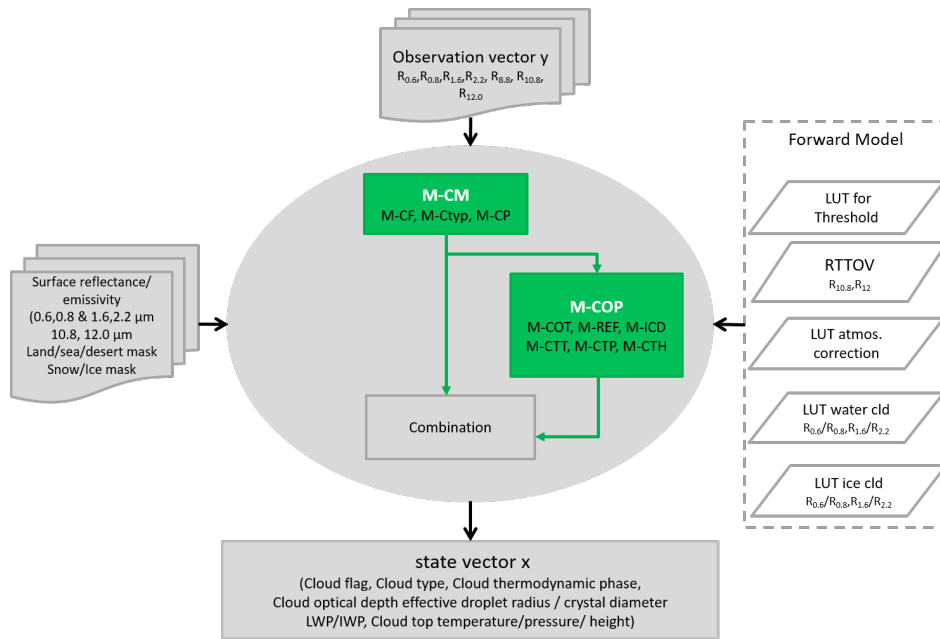 Observation vector y
R0.6,R0.8,R1.6,R2.2, R8.8, R10.8,
R12.0
Forward Model
M-CM
M-CF, M-Ctyp, M-CP
LUT for
Threshold
RTTOV
R10.8,R12
Surface reflectance/
emissivity
(0.6,0.8 & 1.6,2.2 µm
10.8, 12.0 µm
Land/sea/desert mask
Snow/Ice mask
M-COP
M-COT, M-REF, M-ICD
M-CTT, M-CTP, M-CTH
LUT atmos.
correction
Combination
LUT water cld
R0.6/R0.8,R1.6/R2.2
LUT ice cld
R0.6/R0.8,R1.6/R2.2
state vector x
(Cloud flag, Cloud type, Cloud thermodynamic phase,
Cloud optical depth effective droplet radius / crystal diameter
LWP/IWP, Cloud top temperature/pressure/ height)